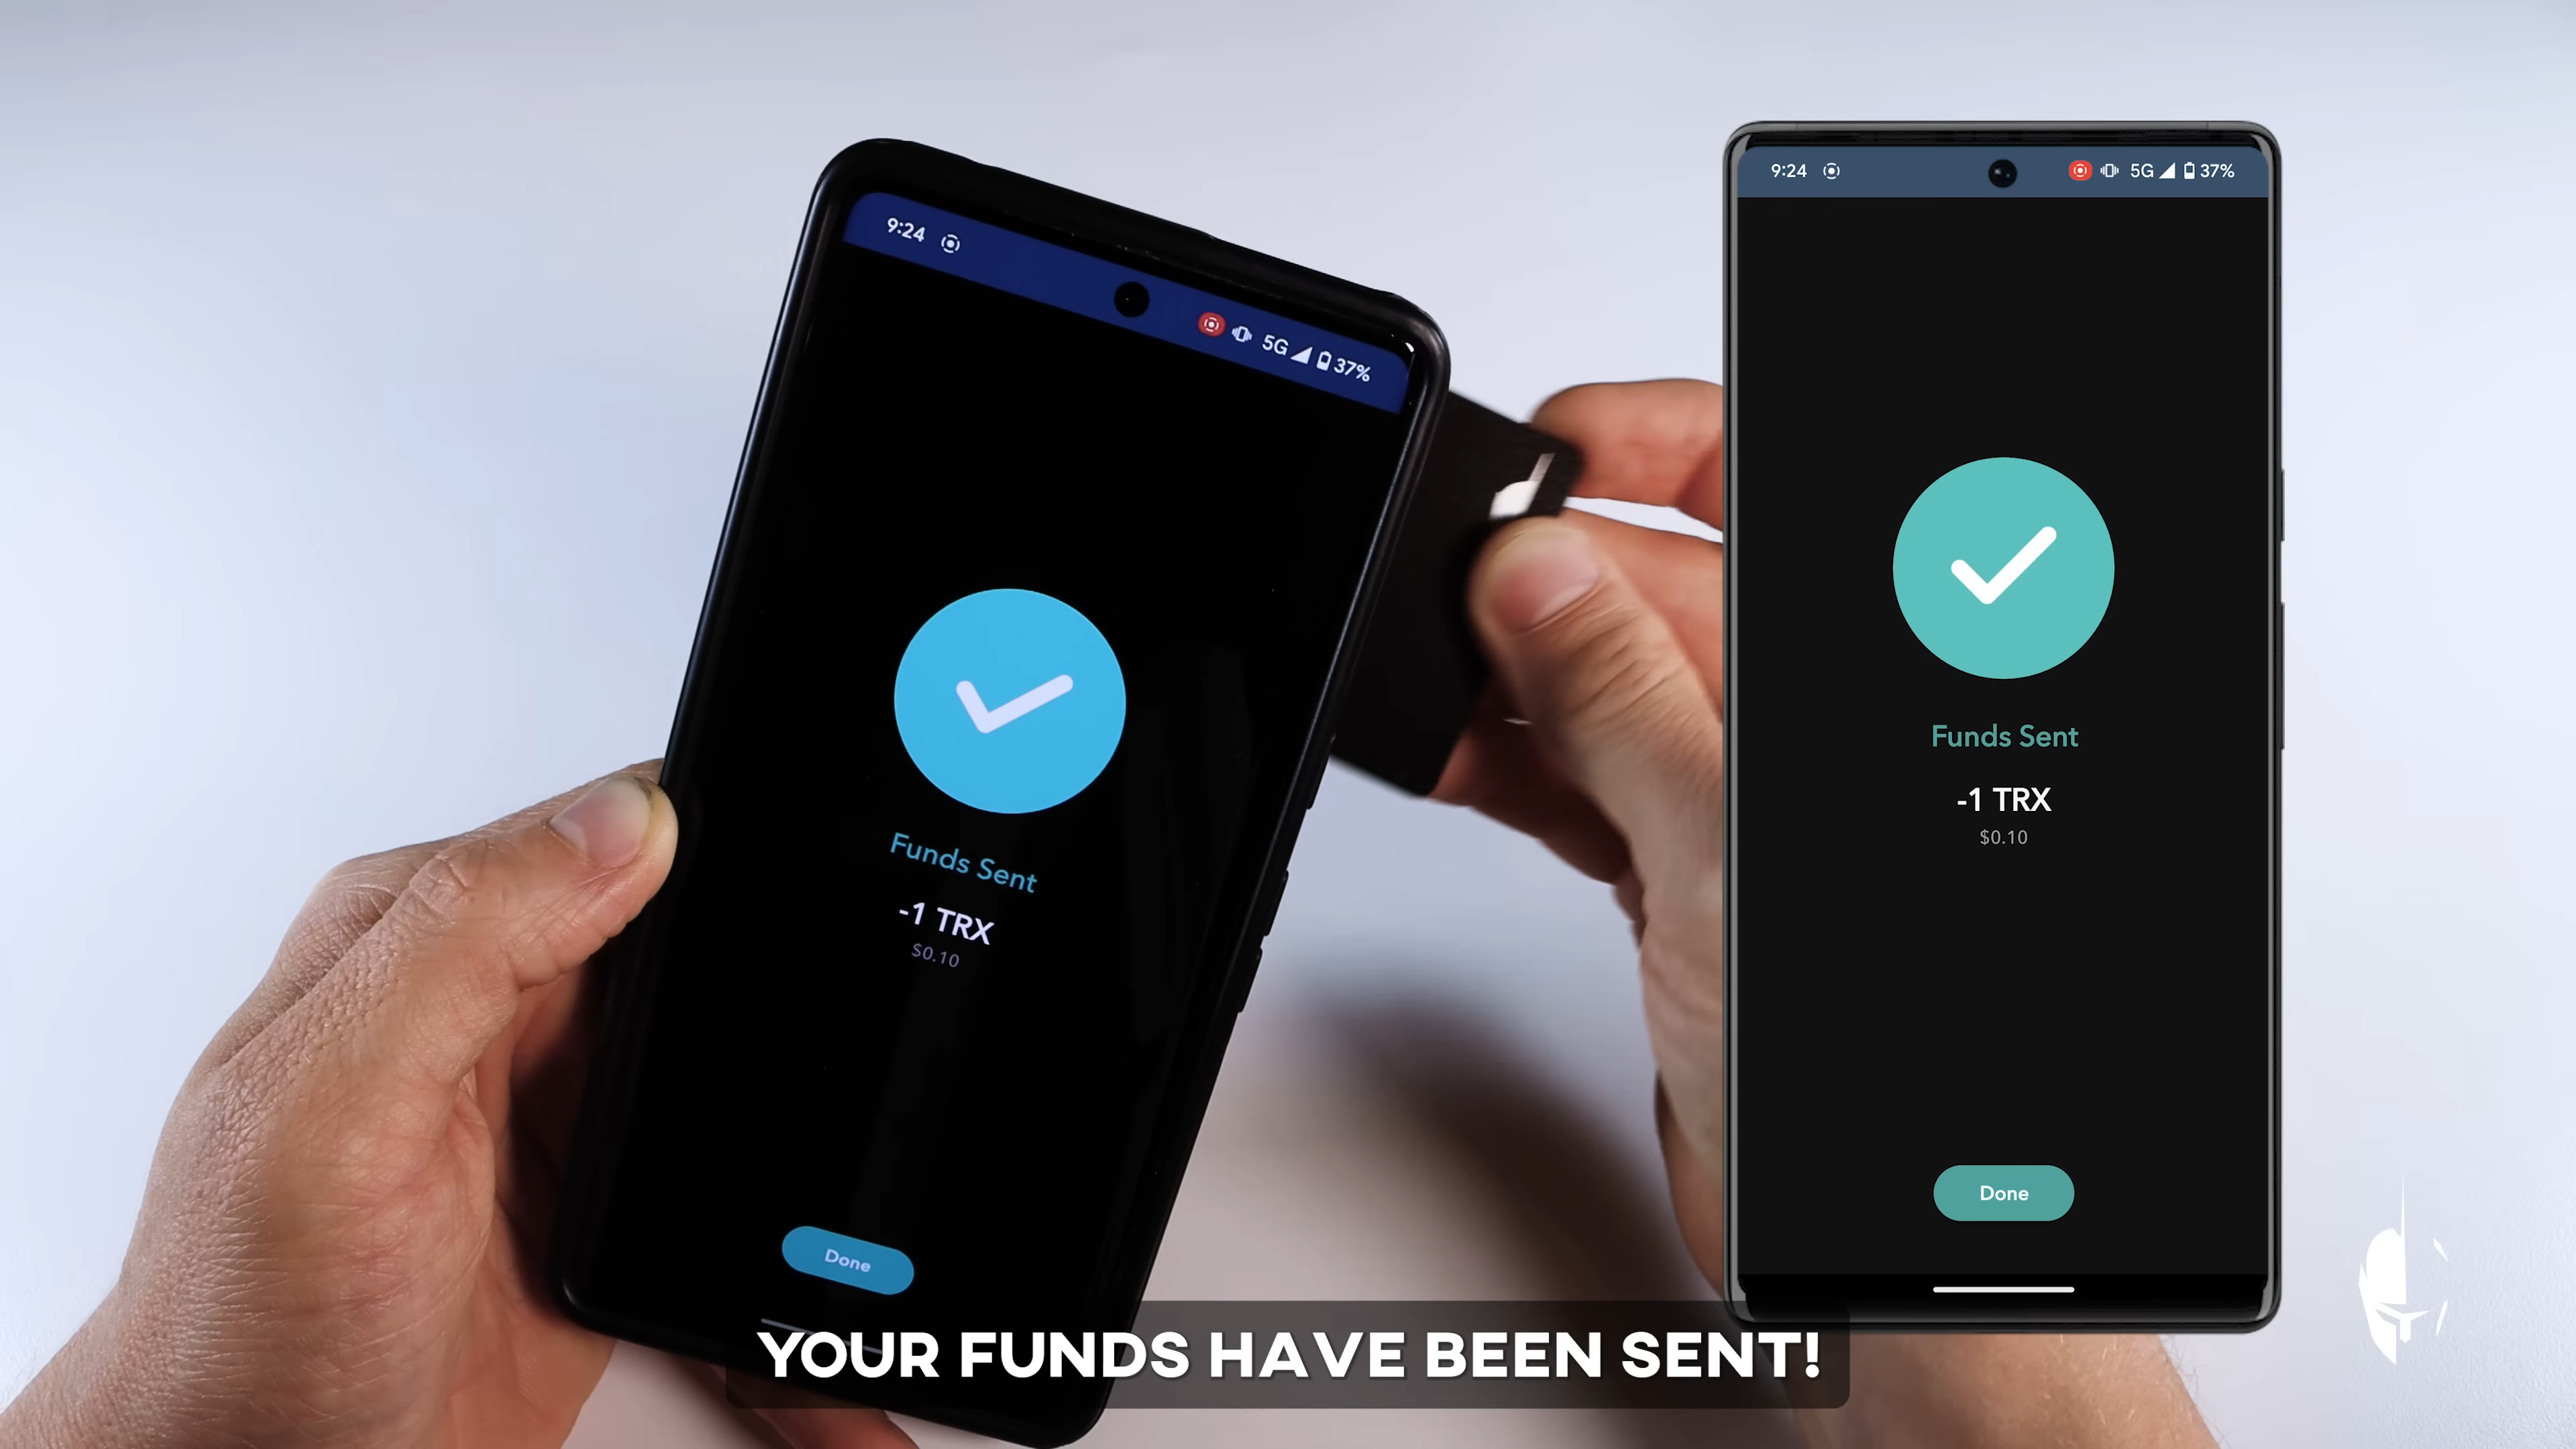 9:24
5G 37%
Funds Sent
-1 TRX
$0.10
Done
9:24
5G 37%
Funds Sent
-1 TRX
$0.10
Done
YOUR FUNDS HAVE BEEN SENT!